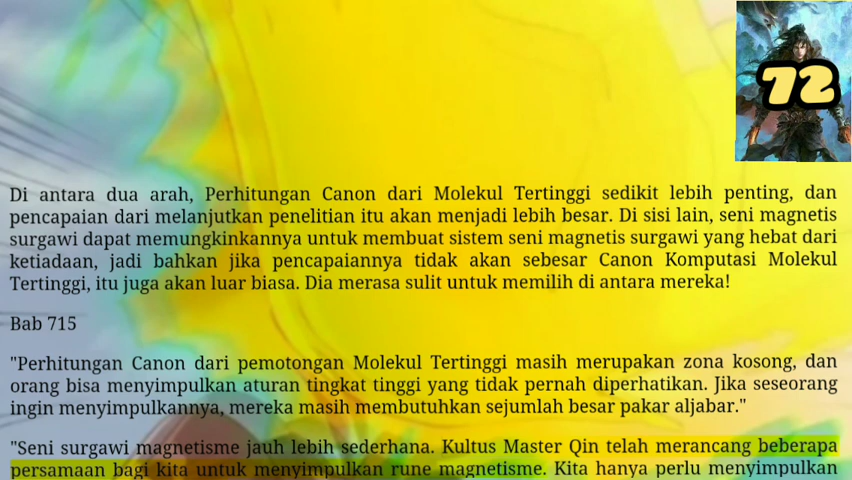 72
Di antara dua arah, Perhitungan Canon dari Molekul Tertinggi sedikit lebih penting, dan
pencapaian dari melanjutkan penelitian itu akan menjadi lebih besar. Di sisi lain, seni magnetis
surgawi dapat memungkinkannya untuk membuat sistem seni magnetis surgawi yang hebat dari
ketiadaan, jadi bahkan jika pencapaiannya tidak akan sebesar Canon Komputasi Molekul
Tertinggi, itu juga akan luar biasa. Dia merasa sulit untuk memilih di antara mereka!
Bab 715
"Perhitungan Canon dari pemotongan Molekul Tertinggi masih merupakan zona kosong, dan
orang bisa menyimpulkan aturan tingkat tinggi yang tidak pernah diperhatikan. Jika seseorang
ingin menyimpulkannya, mereka masih membutuhkan sejumlah besar pakar aljabar."
"Seni surgawi magnetisme jauh lebih sederhana. Kultus Master Qin telah merancang beberapa
persamaan bagi kita untuk menyimpulkan rune magnetisme. Kita hanya perlu menyimpulkan